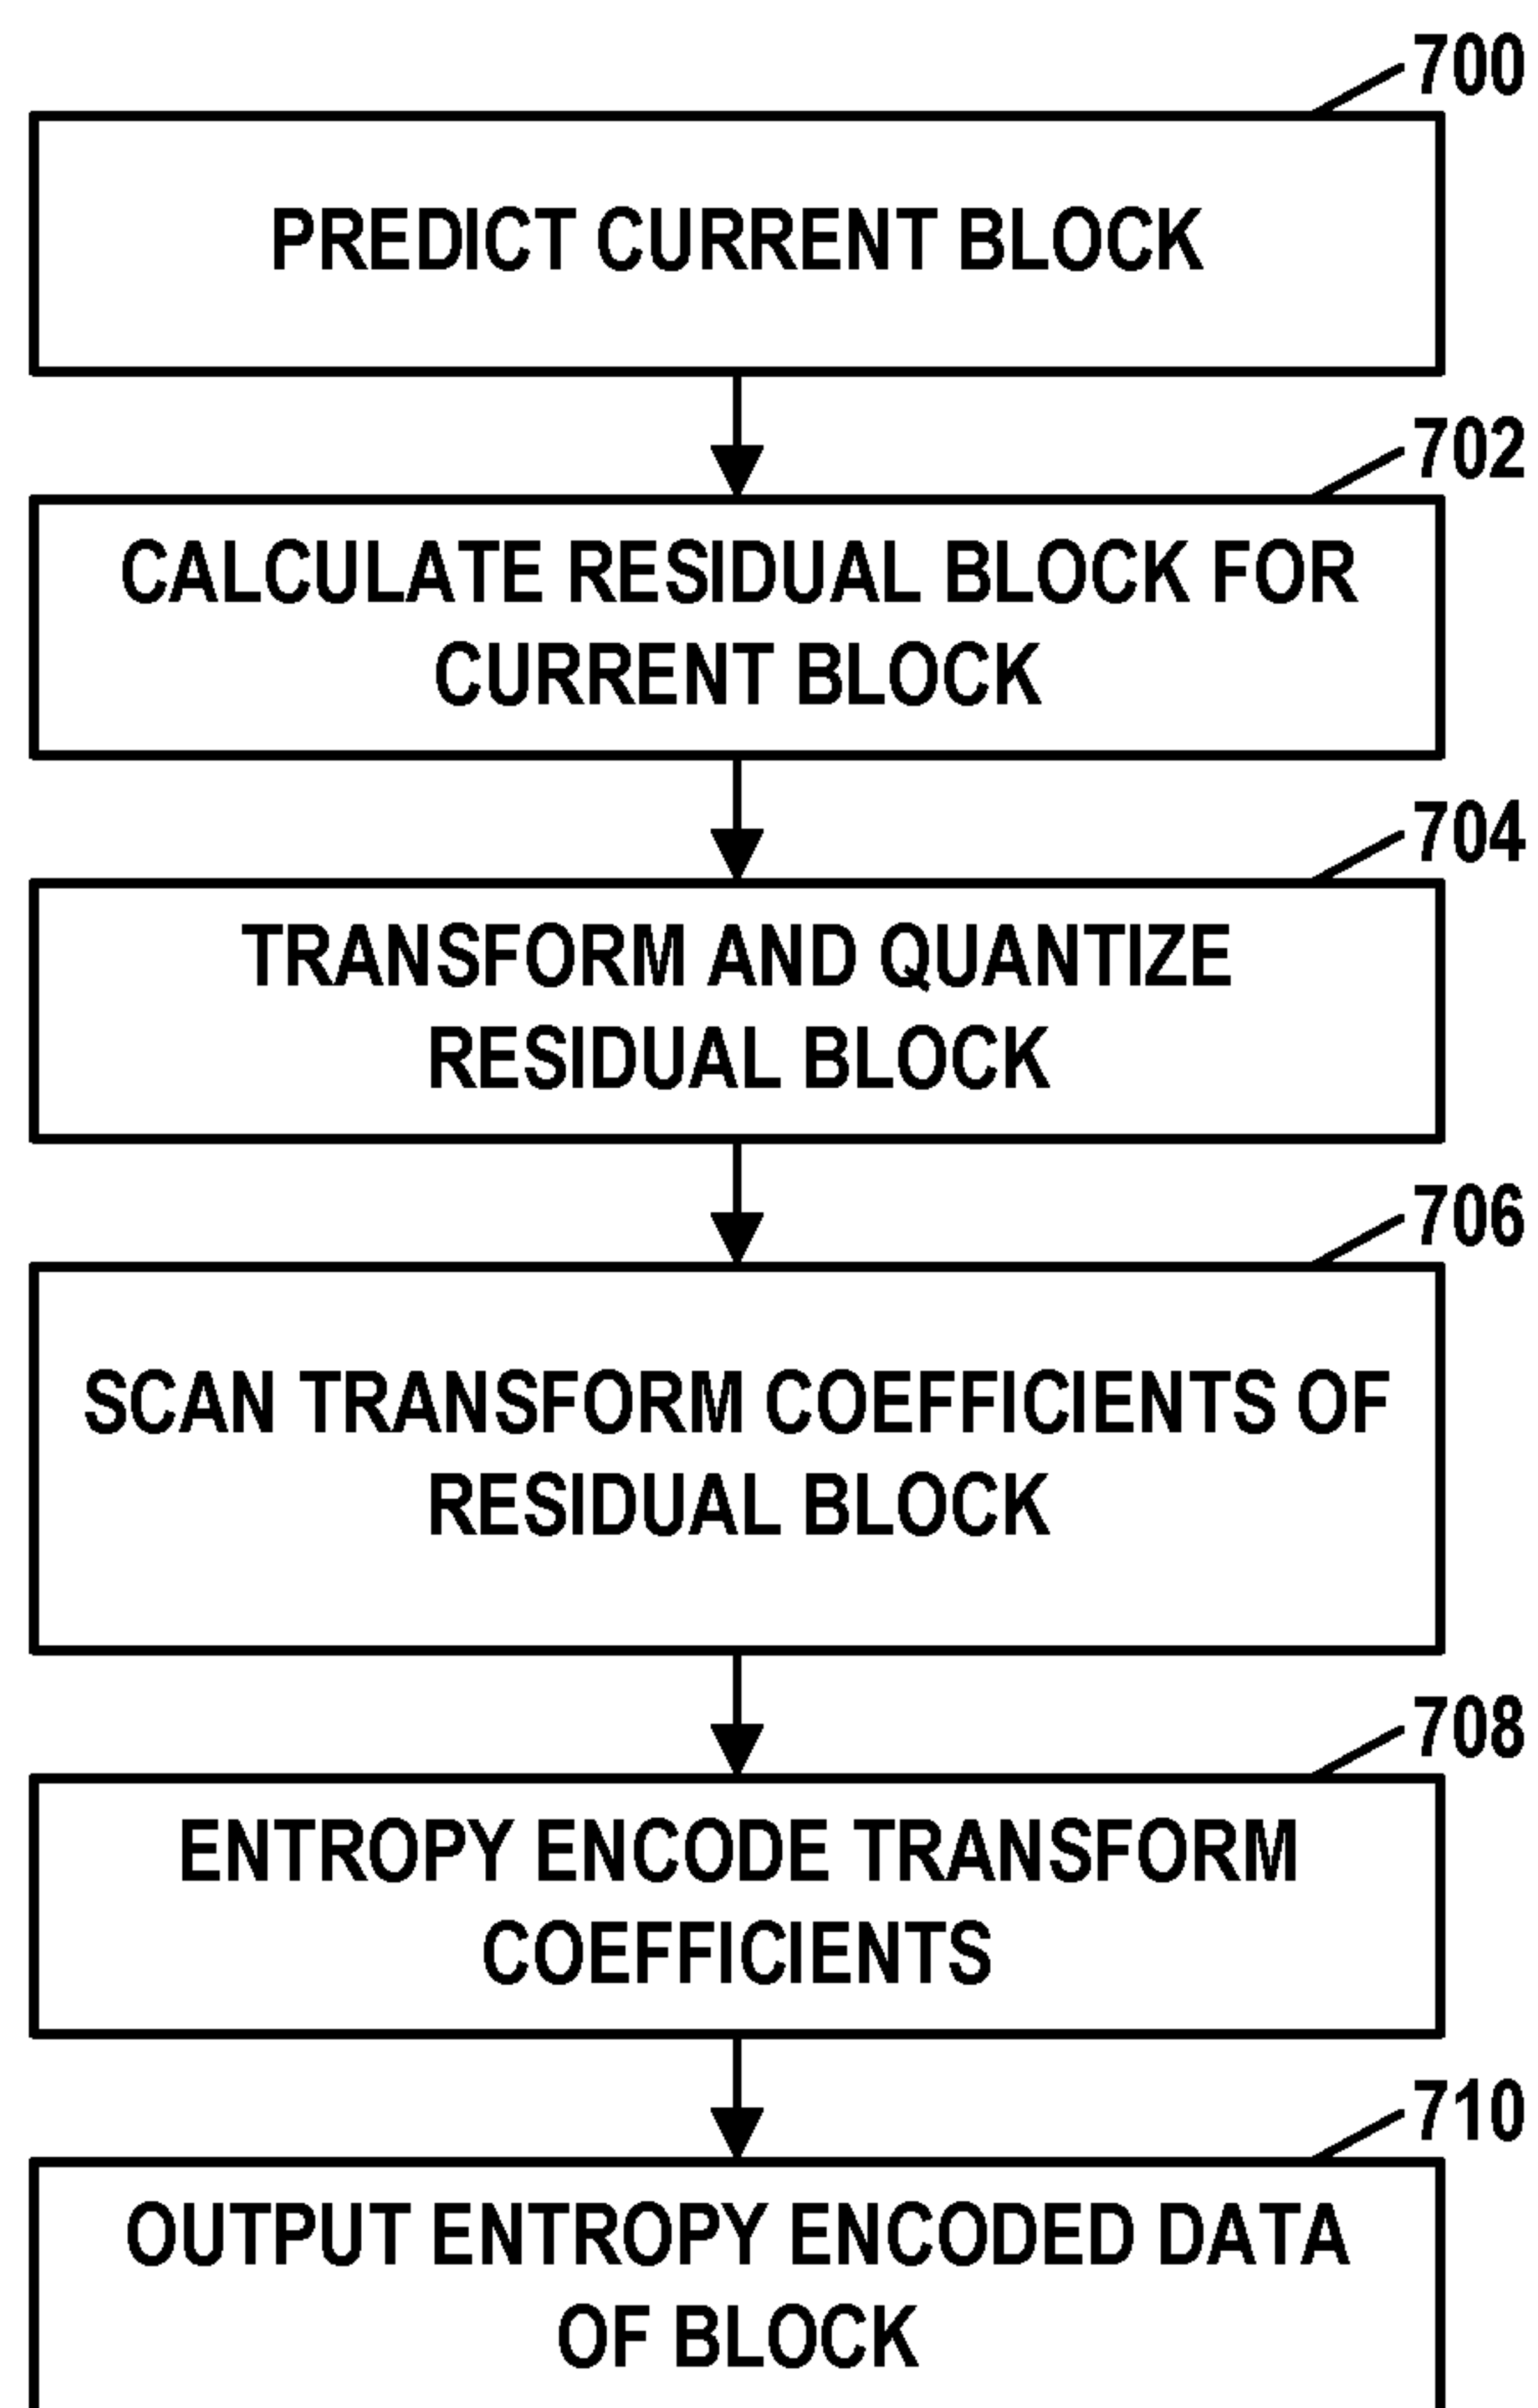 700
PREDICT CURRENT BLOCK
702
CALCULATE RESIDUAL BLOCK FOR
CURRENT BLOCK
704
TRANSFORM AND QUANTIZE
RESIDUAL BLOCK
706
SCAN TRANSFORM COEFFICIENTS OF
RESIDUAL BLOCK
708
ENTROPY ENCODE TRANSFORM
COEFFICIENTS
710
OUTPUT ENTROPY ENCODED DATA
OF BLOCK